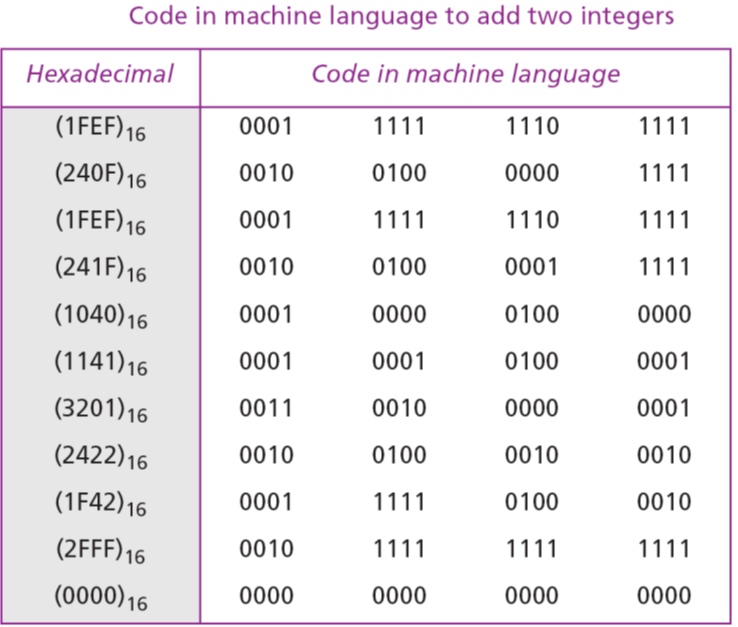 Code in machine language to add two integers
Hexadecimal Code in machine language
(1FEF)16 0001 1111 1110 1111
(240F)16 0010 0100 0000 1111
(1FEF)16 0001 1111 1110 1111
(241F)16 0010 0100 0001 1111
(1040)16 0001 0000 0100 0000
(1141)16 0001 0001 0100 0001
(3201)16 0011 0010 0000 0001
(2422)16 0010 0100 0010 0010
(1F42)16 0001 1111 0100 0010
(2FFF)16 0010 1111 1111 1111
(0000)16 0000 0000 0000 0000